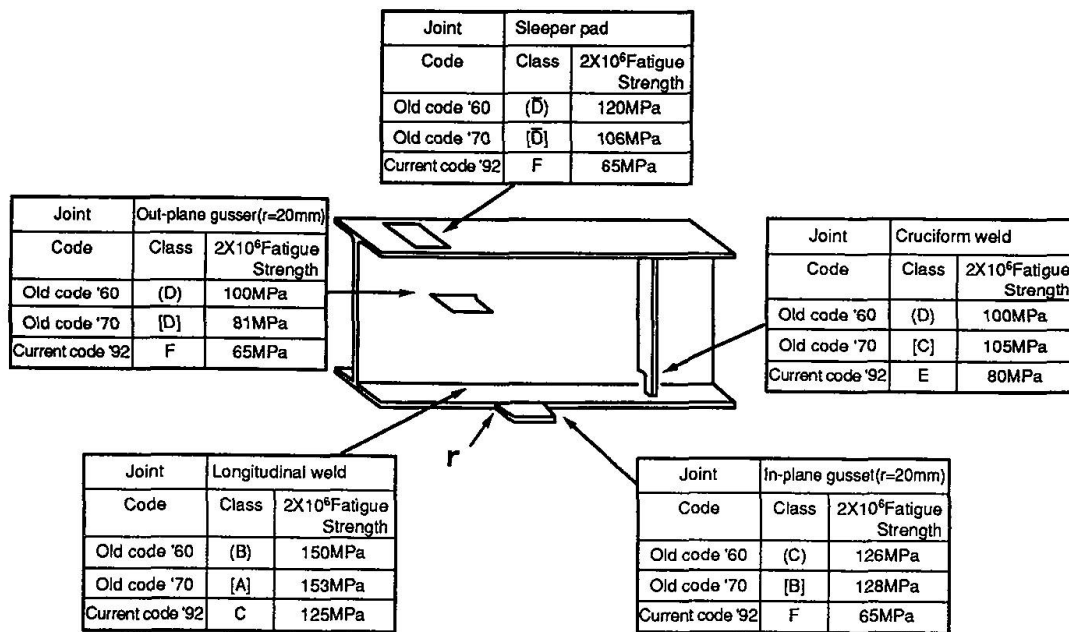 Joint Sleeper pad
Code Class 2X10⁶Fatigue
Strength
Old code '60 (D̄) 120MPa
Old code '70 [D̄] 106MPa
Current code '92 F 65MPa
Joint Out-plane gusser(r=20mm)
Code Class 2X10⁶Fatigue
Strength
Old code '60 (D) 100MPa
Old code '70 [D] 81MPa
Current code '92 F 65MPa
Joint Cruciform weld
Code Class 2X10⁶Fatigue
Strength
Old code '60 (D) 100MPa
Old code '70 [C] 105MPa
Current code '92 E 80MPa
r
Joint Longitudinal weld
Code Class 2X10⁶Fatigue
Strength
Old code '60 (B) 150MPa
Old code '70 [A] 153MPa
Current code '92 C 125MPa
Joint In-plane gusset(r=20mm)
Code Class 2X10⁶Fatigue
Strength
Old code '60 (C) 126MPa
Old code '70 [B] 128MPa
Current code '92 F 65MPa